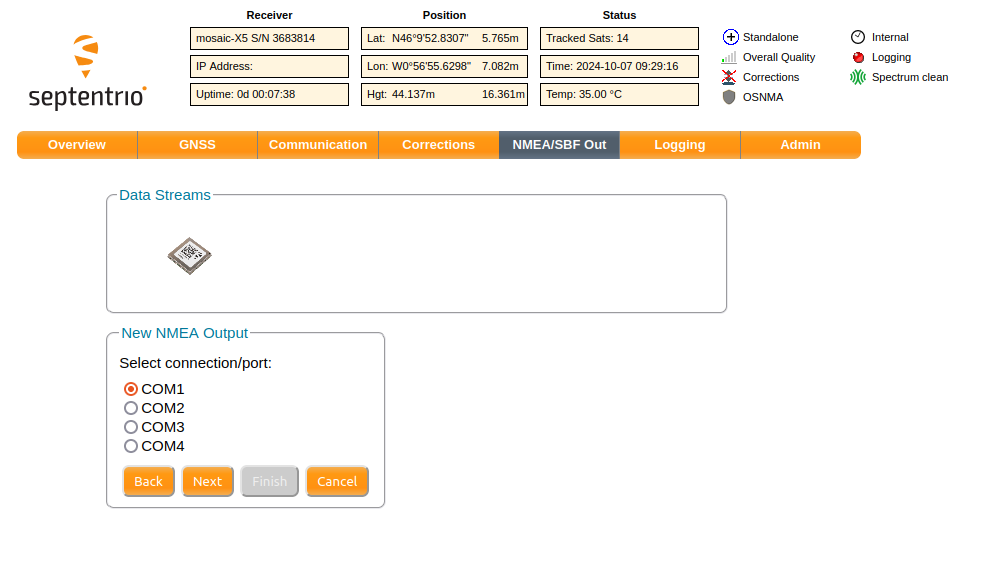 septentrio
Receiver
mosaic-X5 S/N 3683814
IP Address:
Uptime: 0d 00:07:38
Position
Lat: N46°9'52.8307" 5.765m
Lon: W0°56'55.6298" 7.082m
Hgt: 44.137m 16.361m
Status
Tracked Sats: 14
Time: 2024-10-07 09:29:16
Temp: 35.00 °C
Standalone
Overall Quality
Corrections
OSNMA
Internal
Logging
Spectrum clean
Overview GNSS Communication Corrections NMEA/SBF Out Logging Admin
Data Streams
New NMEA Output
Select connection/port:
COM1
COM2
COM3
COM4
Back Next Finish Cancel